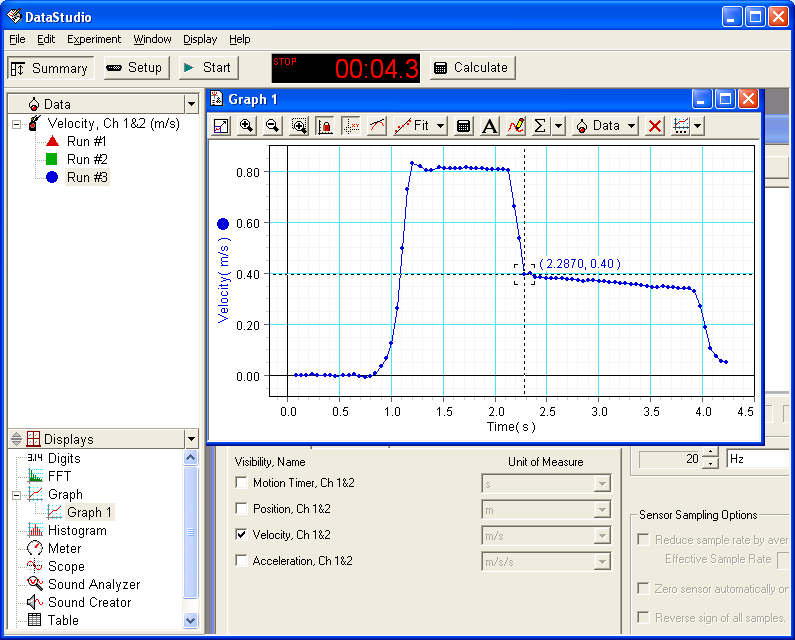 DataStudio
File Edit Experiment Window Display Help
Summary Setup Start STOP 00:04.3 Calculate
Data
Velocity, Ch 1&2 (m/s)
Run #1
Run #2
Run #3
Graph 1
Fit A Σ Data
0.80
0.60
0.40
0.20
0.00
Velocity( m/s )
( 2.2870, 0.40 )
0.0 0.5 1.0 1.5 2.0 2.5 3.0 3.5 4.0 4.5
Time( s )
Displays
3.14 Digits
FFT
Graph
Graph 1
Histogram
Meter
Scope
Sound Analyzer
Sound Creator
Table
Visibility, Name Unit of Measure
Motion Timer, Ch 1&2 s
Position, Ch 1&2 m
Velocity, Ch 1&2 m/s
Acceleration, Ch 1&2 m/s/s
20 Hz
Sensor Sampling Options
Reduce sample rate by aver
Effective Sample Rate
Zero sensor automatically on
Reverse sign of all samples.